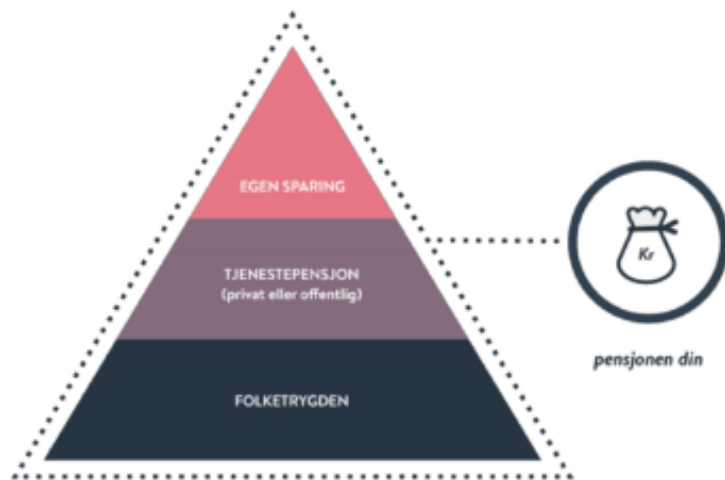 EGEN SPARING
TJENESTEPENSJON
(privat eller offentlig)
FOLKETRYGDEN
Kr
pensjonen din